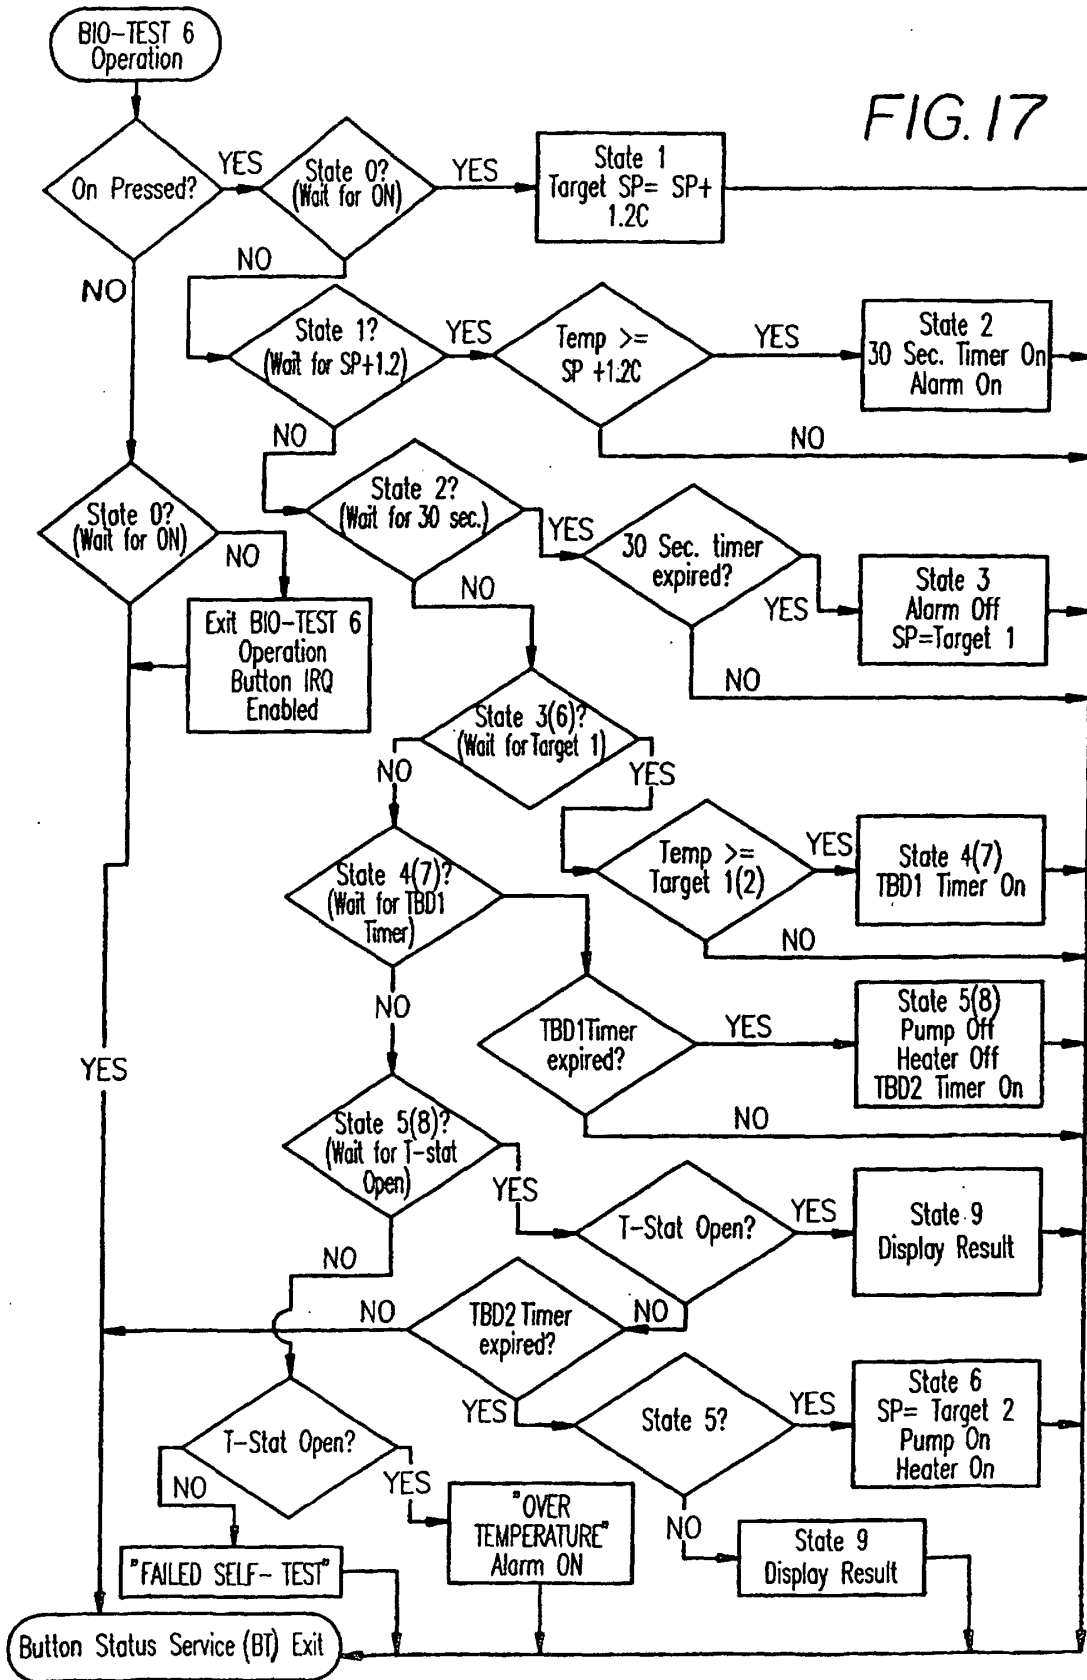 BIO-TEST 6
Operation
FIG.17
On Pressed?
YES
State 0?
(Wait for ON)
YES
State 1
Target SP= SP+
1.2C
NO
NO
State 1?
(Wait for SP+1.2)
YES
Temp >=
SP +1.2C
YES
State 2
30 Sec. Timer On
Alarm On
NO
NO
State 0?
(Wait for ON)
NO
State 2?
(Wait for 30 sec.)
YES
30 Sec. timer
expired?
YES
State 3
Alarm Off
SP=Target 1
NO
NO
Exit BIO-TEST 6
Operation
Button IRQ
Enabled
State 3(6)?
(Wait for Target 1)
NO
YES
Temp >=
Target 1(2)
YES
State 4(7)
TBD1 Timer On
NO
State 4(7)?
(Wait for TBD1
Timer)
NO
TBD1Timer
expired?
YES
State 5(8)
Pump Off
Heater Off
TBD2 Timer On
NO
YES
State 5(8)?
(Wait for T-stat
Open)
YES
T-Stat Open?
YES
State 9
Display Result
NO
NO
TBD2 Timer
expired?
NO
YES
State 5?
YES
State 6
SP= Target 2
Pump On
Heater On
T-Stat Open?
NO
YES
"OVER
TEMPERATURE"
Alarm ON
NO
State 9
Display Result
"FAILED SELF- TEST"
Button Status Service (BT) Exit